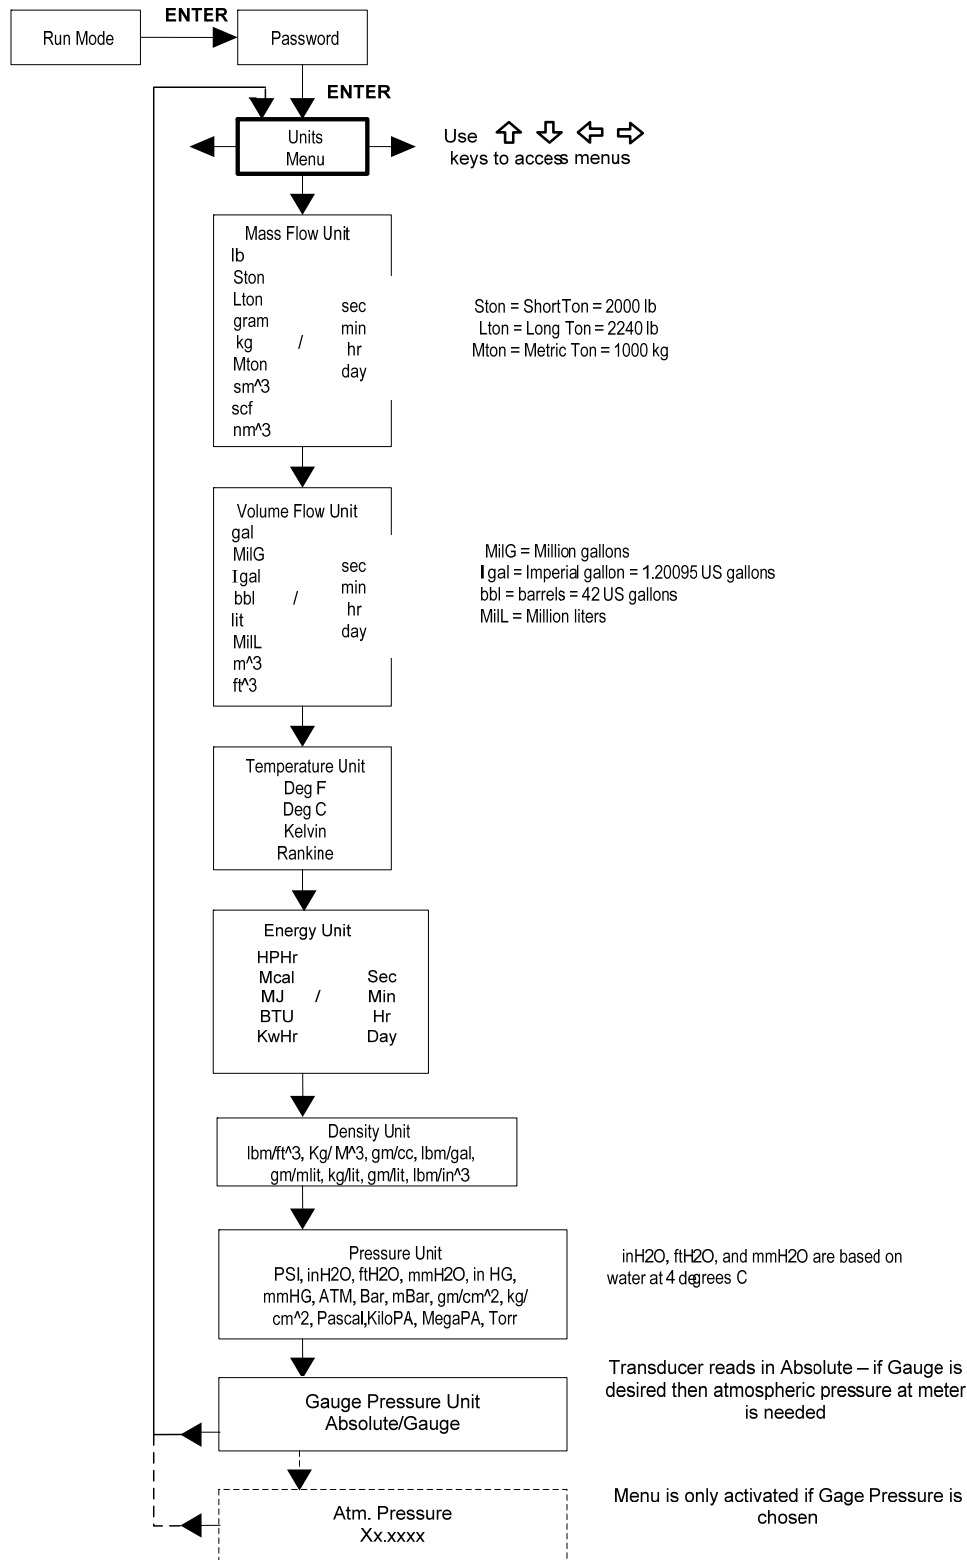 ENTER
Run Mode
Password
ENTER
Units
Menu
Use
keys to access menus
Mass Flow Unit
lb
Ston
Lton
gram
kg
Mton
sm^3
scf
nm^3
/
sec
min
hr
day
Ston = Short Ton = 2000 lb
Lton = Long Ton = 2240 lb
Mton = Metric Ton = 1000 kg
Volume Flow Unit
gal
MilG
Igal
bbl
lit
MilL
m^3
ft^3
/
sec
min
hr
day
MilG = Million gallons
Igal = Imperial gallon = 1.20095 US gallons
bbl = barrels = 42 US gallons
MilL = Million liters
Temperature Unit
Deg F
Deg C
Kelvin
Rankine
Energy Unit
HPHr
Mcal
MJ
BTU
KwHr
/
Sec
Min
Hr
Day
Density Unit
lbm/ft^3, Kg/ M^3, gm/cc, lbm/gal,
gm/mlit, kg/lit, gm/lit, lbm/in^3
Pressure Unit
PSI, inH2O, ftH2O, mmH2O, in HG,
mmHG, ATM, Bar, mBar, gm/cm^2, kg/
cm^2, Pascal,KiloPA, MegaPA, Torr
inH2O, ftH2O, and mmH2O are based on
water at 4 degrees C
Gauge Pressure Unit
Absolute/Gauge
Transducer reads in Absolute – if Gauge is
desired then atmospheric pressure at meter
is needed
Atm. Pressure
Xx.xxxx
Menu is only activated if Gage Pressure is
chosen